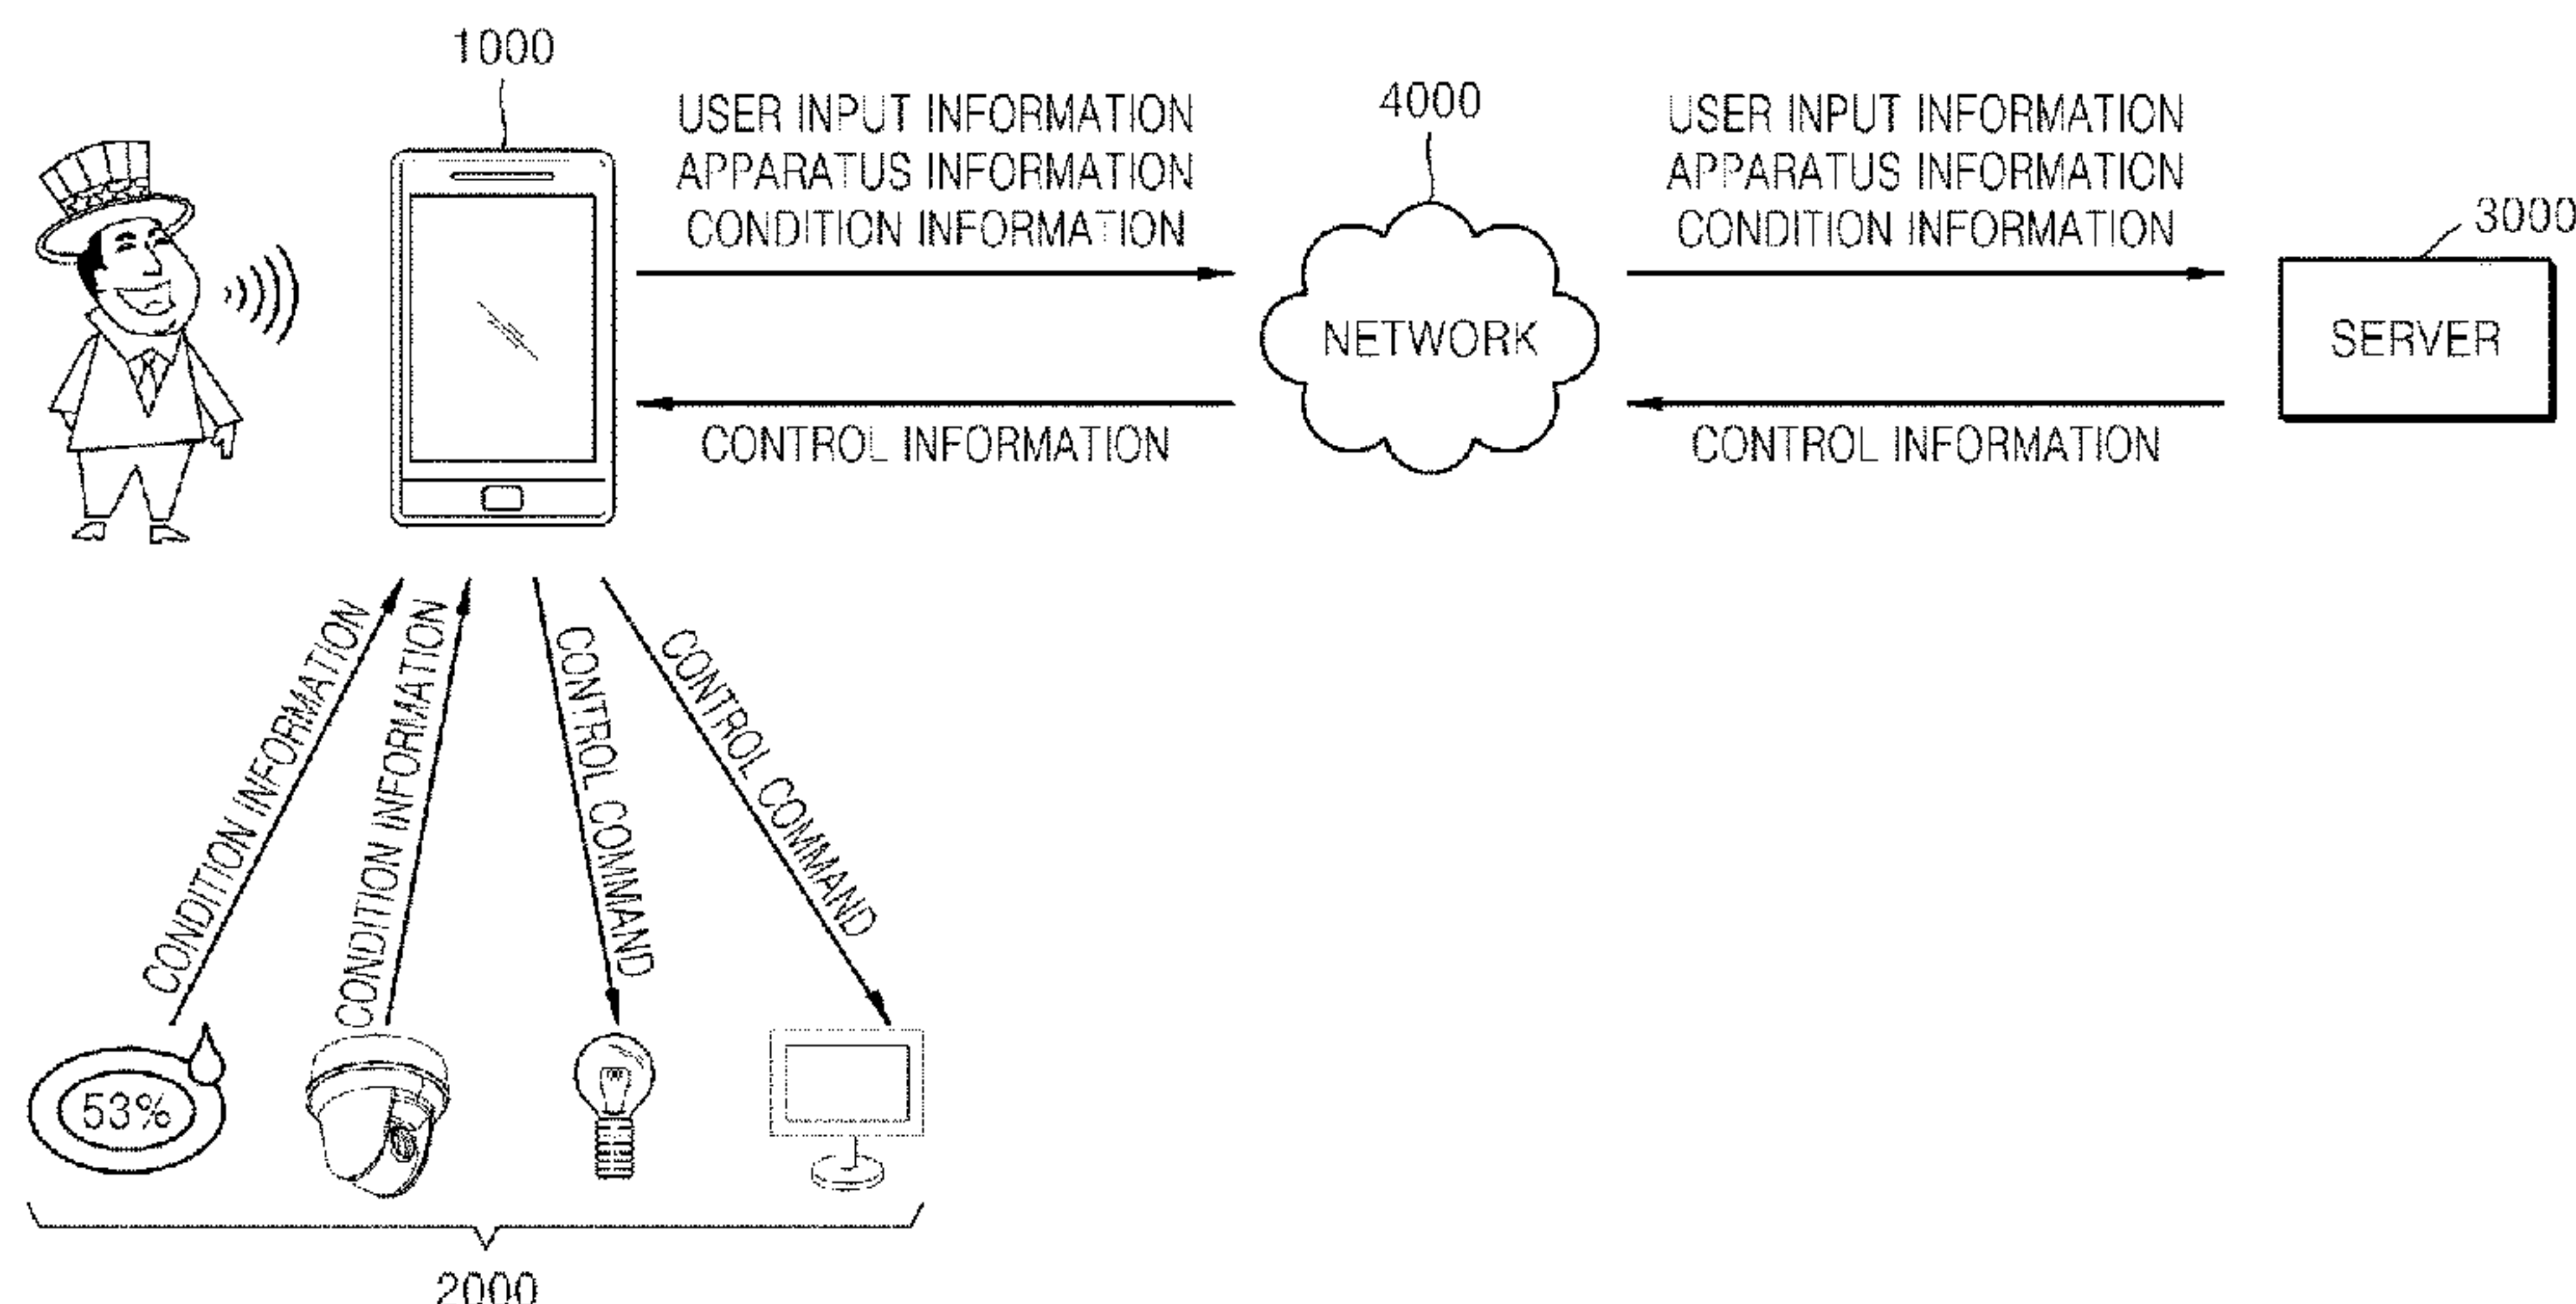 1000
USER INPUT INFORMATION
APPARATUS INFORMATION
CONDITION INFORMATION
4000
USER INPUT INFORMATION
APPARATUS INFORMATION
CONDITION INFORMATION
3000
NETWORK
SERVER
CONTROL INFORMATION
CONTROL INFORMATION
CONDITION INFORMATION
CONDITION INFORMATION
CONTROL COMMAND
CONTROL COMMAND
53%
2000